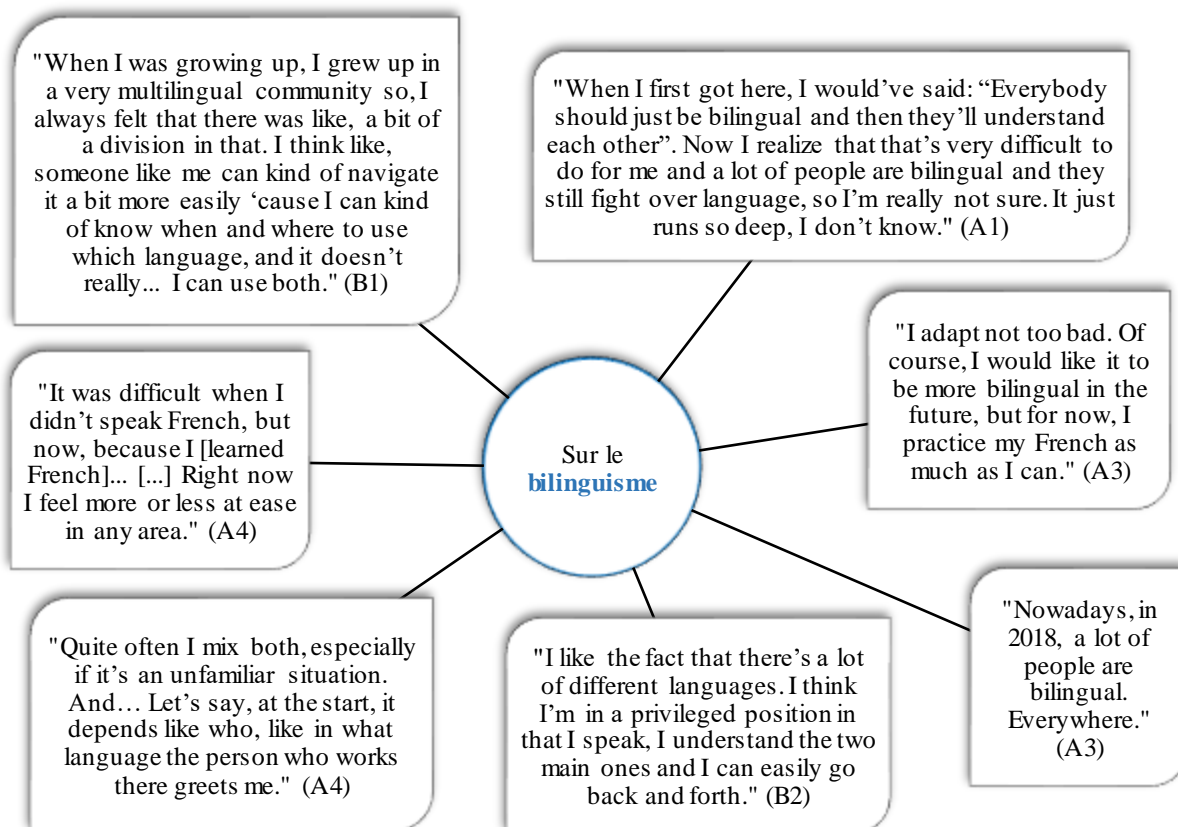 "When I was growing up, I grew up in
a very multilingual community so, I
always felt that there was like, a bit of
a division in that. I think like,
someone like me can kind of navigate
it a bit more easily ‘cause I can kind
of know when and where to use
which language, and it doesn’t
really... I can use both." (B1)
"When I first got here, I would’ve said: “Everybody
should just be bilingual and then they’ll understand
each other”. Now I realize that that’s very difficult to
do for me and a lot of people are bilingual and they
still fight over language, so I’m really not sure. It just
runs so deep, I don’t know." (A1)
"I adapt not too bad. Of
course, I would like it to
be more bilingual in the
future, but for now, I
practice my French as
much as I can." (A3)
"It was difficult when I
didn’t speak French, but
now, because I [learned
French]... [...] Right now
I feel more or less at ease
in any area." (A4)
Sur le
bilinguisme
"Quite often I mix both, especially
if it’s an unfamiliar situation.
And… Let’s say, at the start, it
depends like who, like in what
language the person who works
there greets me." (A4)
"I like the fact that there’s a lot
of different languages. I think
I’m in a privileged position in
that I speak, I understand the two
main ones and I can easily go
back and forth." (B2)
"Nowadays, in
2018, a lot of
people are
bilingual.
Everywhere."
(A3)